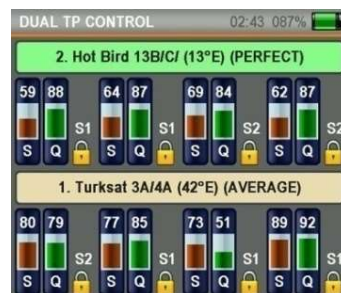 DUAL TP CONTROL 02:43 087%
2. Hot Bird 13B/C/ (13°E) (PERFECT)
59 88 64 87 69 84 62 87
S1 S1 S2 S2
S Q S Q S Q S Q
1. Turksat 3A/4A (42°E) (AVERAGE)
80 79 77 85 73 51 89 92
S2 S1 S1 S1
S Q S Q S Q S Q